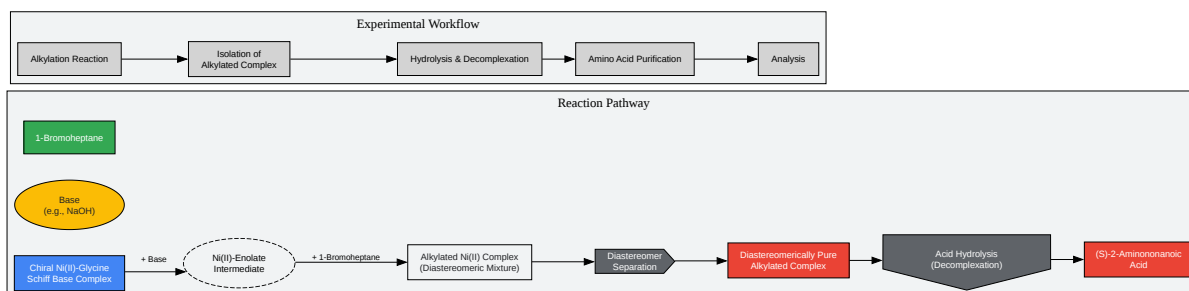 Experimental Workflow
Alkylation Reaction
Isolation of
Alkylated Complex
Hydrolysis & Decomplexation
Amino Acid Purification
Analysis
Reaction Pathway
1-Bromoheptane
Base
(e.g., NaOH)
Chiral Ni(II)-Glycine
Schiff Base Complex
+ Base
Ni(II)-Enolate
Intermediate
+ 1-Bromoheptane
Alkylated Ni(II) Complex
(Diastereomeric Mixture)
Diastereomer
Separation
Diastereomerically Pure
Alkylated Complex
Acid Hydrolysis
(Decomplexation)
(S)-2-Aminononanoic
Acid